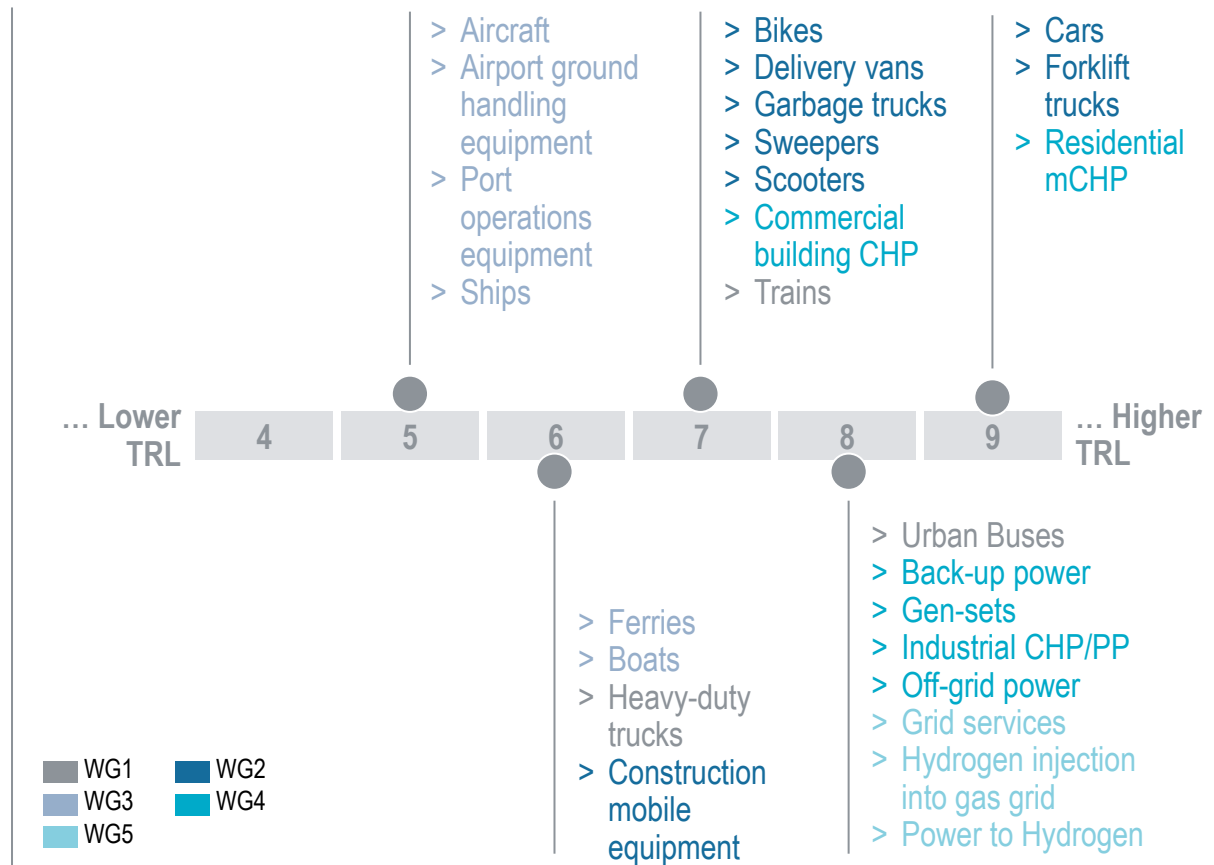 > Aircraft
> Airport ground
handling
equipment
> Port
operations
equipment
> Ships
> Bikes
> Delivery vans
> Garbage trucks
> Sweepers
> Scooters
> Commercial
building CHP
> Trains
> Cars
> Forklift
trucks
> Residential
mCHP
... Lower
TRL
4 5 6 7 8 9
... Higher
TRL
> Ferries
> Boats
> Heavy-duty
trucks
> Construction
mobile
equipment
> Urban Buses
> Back-up power
> Gen-sets
> Industrial CHP/PP
> Off-grid power
> Grid services
> Hydrogen injection
into gas grid
> Power to Hydrogen
WG1 WG2
WG3 WG4
WG5